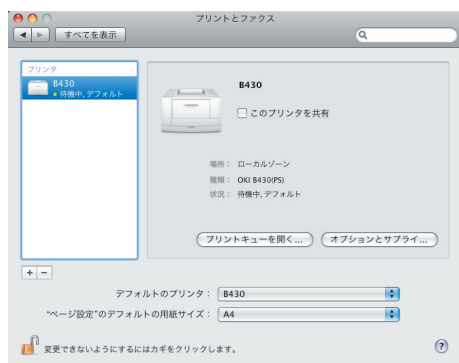 プリントとファクス
すべてを表示
プリンタ
B430
待機中, デフォルト
B430
このプリンタを共有
場所： ローカルゾーン
種類： OKI B430(PS)
状況： 待機中, デフォルト
プリントキューを開く...
オプションとサプライ...
+ −
デフォルトのプリンタ： B430
"ページ設定"のデフォルトの用紙サイズ： A4
変更できないようにするにはカギをクリックします。
?